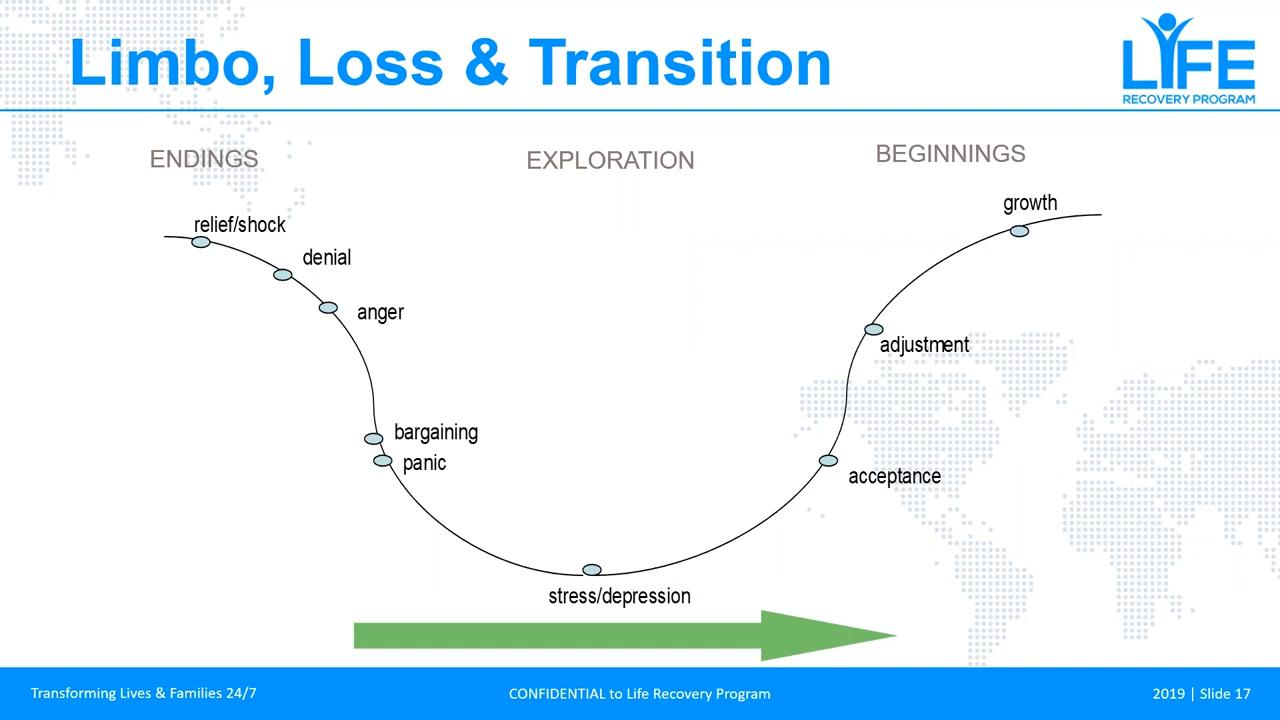 Limbo, Loss & Transition
LIFE
RECOVERY PROGRAM
ENDINGS
EXPLORATION
BEGINNINGS
relief/shock
denial
anger
bargaining
panic
stress/depression
acceptance
adjustment
growth
Transforming Lives & Families 24/7
CONFIDENTIAL to Life Recovery Program
2019 | Slide 17